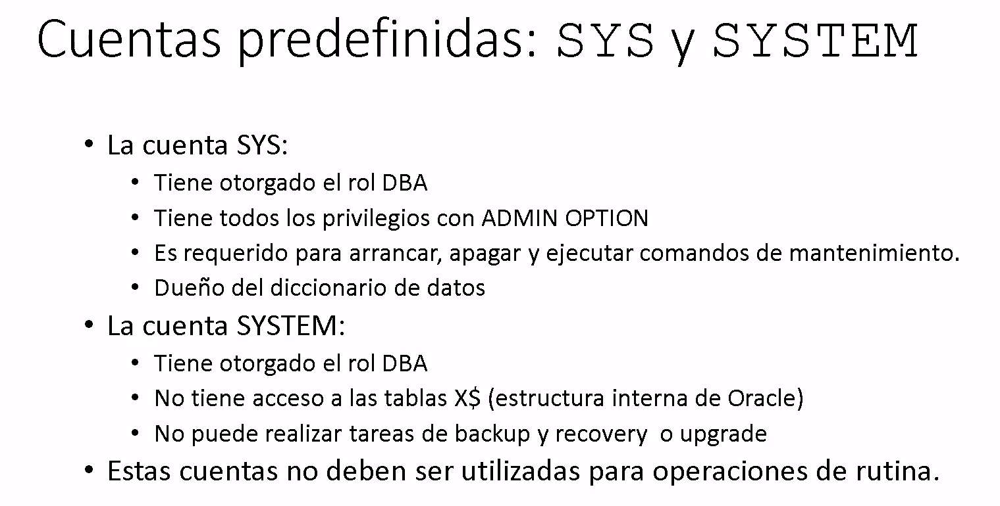 Cuentas predefinidas: SYS y SYSTEM
• La cuenta SYS:
• Tiene otorgado el rol DBA
• Tiene todos los privilegios con ADMIN OPTION
• Es requerido para arrancar, apagar y ejecutar comandos de mantenimiento.
• Dueño del diccionario de datos
• La cuenta SYSTEM:
• Tiene otorgado el rol DBA
• No tiene acceso a las tablas X$ (estructura interna de Oracle)
• No puede realizar tareas de backup y recovery  o upgrade
• Estas cuentas no deben ser utilizadas para operaciones de rutina.